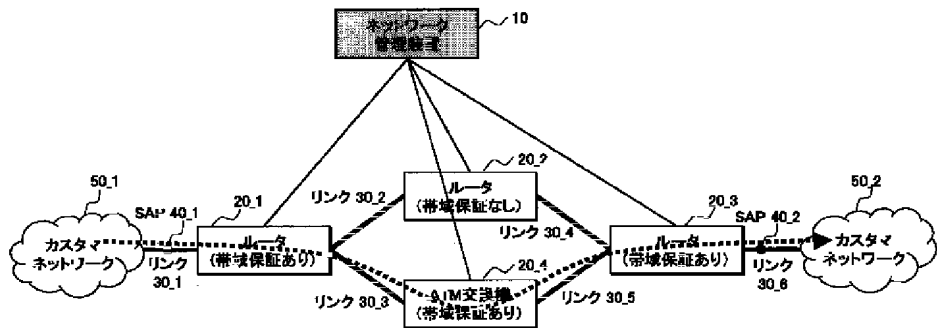 10
ネットワーク
管理装置
50_1
SAP 40_1
20_1
リンク 30_2
20_2
ルータ
(帯域保証なし)
リンク 30_4
20_3
SAP 40_2
50_2
カスタマ
ネットワーク
リンク
30_1
ルータ
(帯域保証あり)
リンク 30_3
20_4
ATM交換機
(帯域保証あり)
リンク 30_5
ルータ
(帯域保証あり)
リンク
30_6
カスタマ
ネットワーク